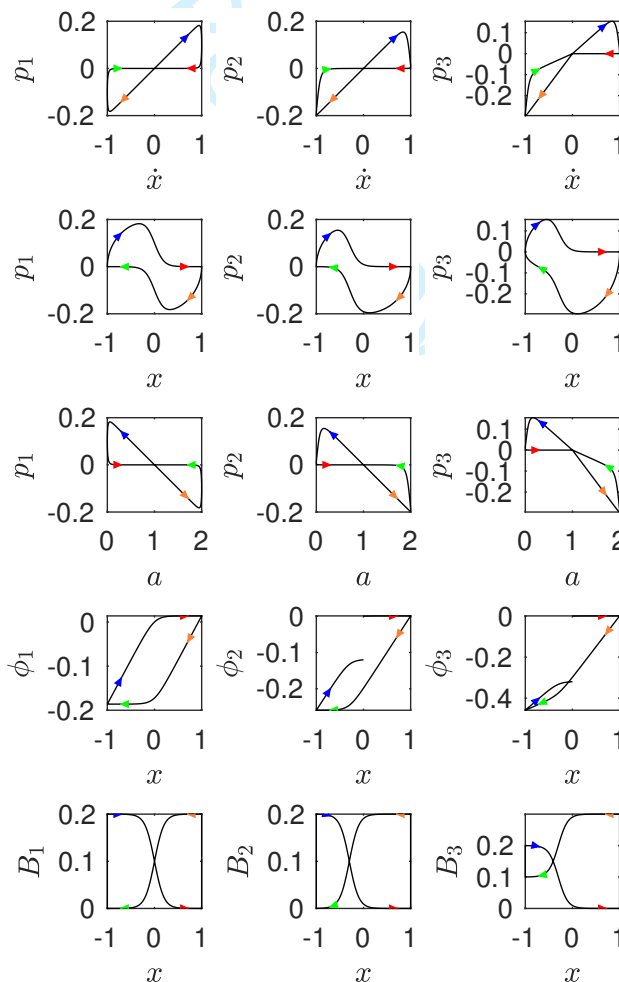 p₁ 0.2 0 -0.2 -1 0 1 ẋ
p₂ 0.2 0 -0.2 -1 0 1 ẋ
p₃ 0.1 0 -0.1 -0.2 -1 0 1 ẋ
p₁ 0.2 0 -0.2 -1 0 1 x
p₂ 0.2 0 -0.2 -1 0 1 x
p₃ 0.1 0 -0.1 -0.2 -1 0 1 x
p₁ 0.2 0 -0.2 0 1 2 a
p₂ 0.2 0 -0.2 0 1 2 a
p₃ 0.1 0 -0.1 -0.2 0 1 2 a
ϕ₁ 0 -0.1 -0.2 -1 0 1 x
ϕ₂ 0 -0.1 -0.2 -1 0 1 x
ϕ₃ 0 -0.2 -0.4 -1 0 1 x
B₁ 0.2 0.1 0 -1 0 1 x
B₂ 0.2 0.1 0 -1 0 1 x
B₃ 0.2 0.1 0 -1 0 1 x